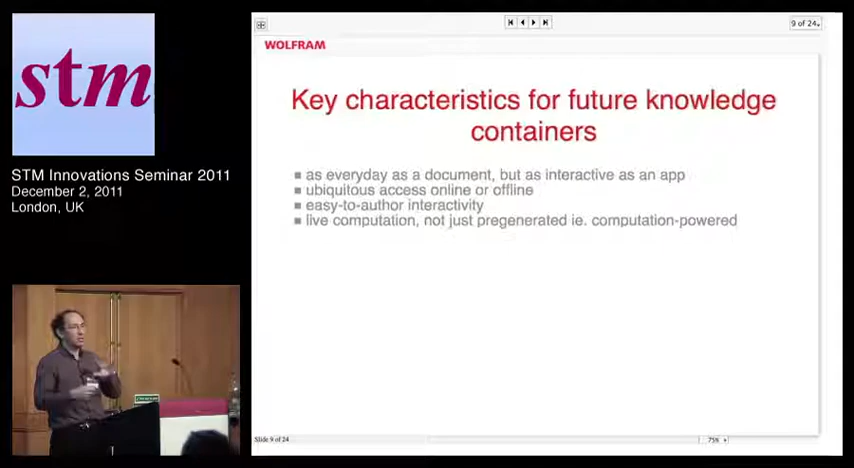 stm
STM Innovations Seminar 2011
December 2, 2011
London, UK
9 of 24
WOLFRAM
Key characteristics for future knowledge
containers
as everyday as a document, but as interactive as an app
ubiquitous access online or offline
easy-to-author interactivity
live computation, not just pregenerated ie. computation-powered
Slide 9 of 24
75%